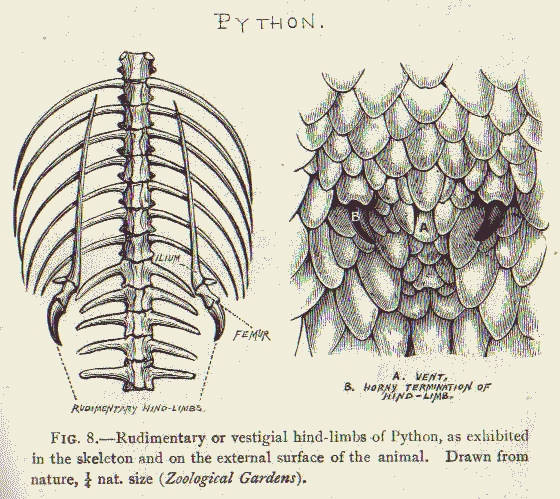 PYTHON.
ILIUM
B
A
FEMUR
RUDIMENTARY HIND-LIMBS.
A. VENT.
B. HORNY TERMINATION OF
HIND-LIMB.
FIG. 8.—Rudimentary or vestigial hind-limbs of Python, as exhibited
in the skeleton and on the external surface of the animal. Drawn from
nature, ¼ nat. size (Zoological Gardens).